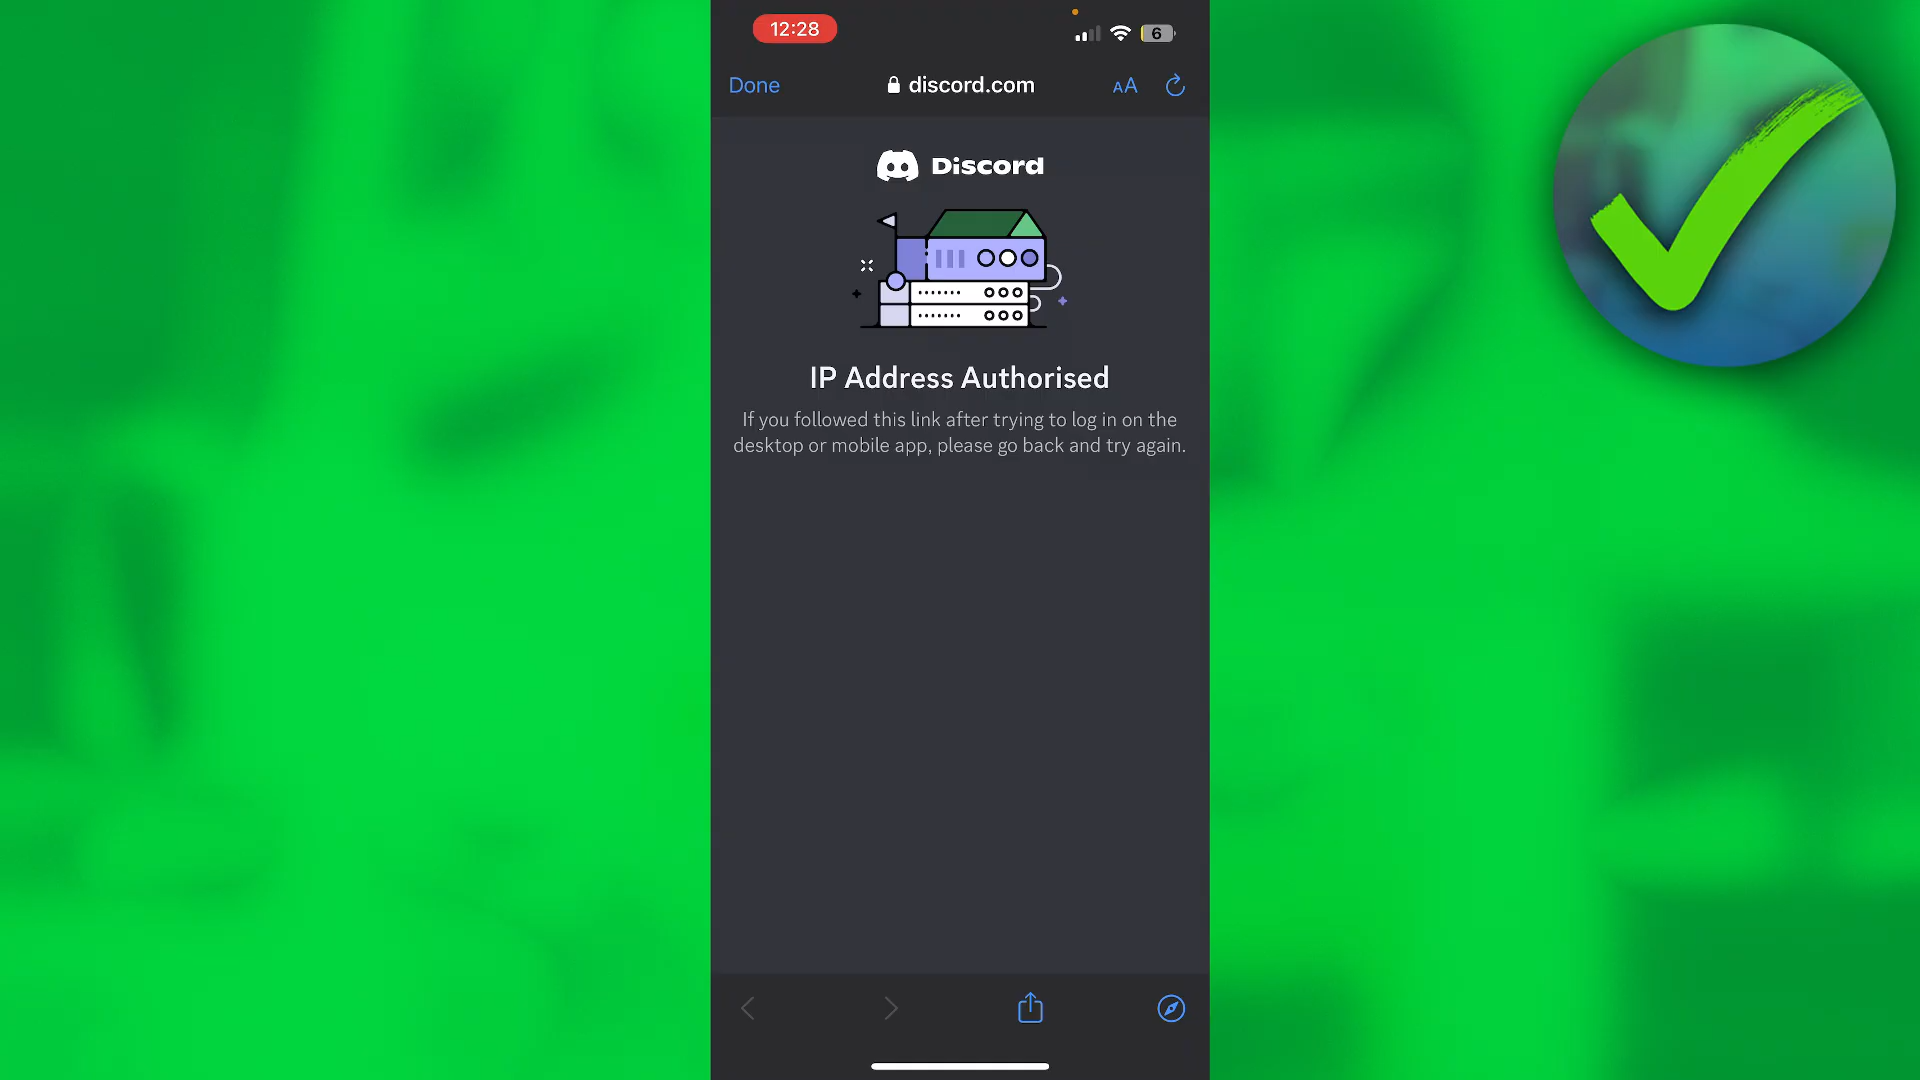 12:28
6
Done
discord.com
AA
Discord
IP Address Authorised
If you followed this link after trying to log in on the
desktop or mobile app, please go back and try again.